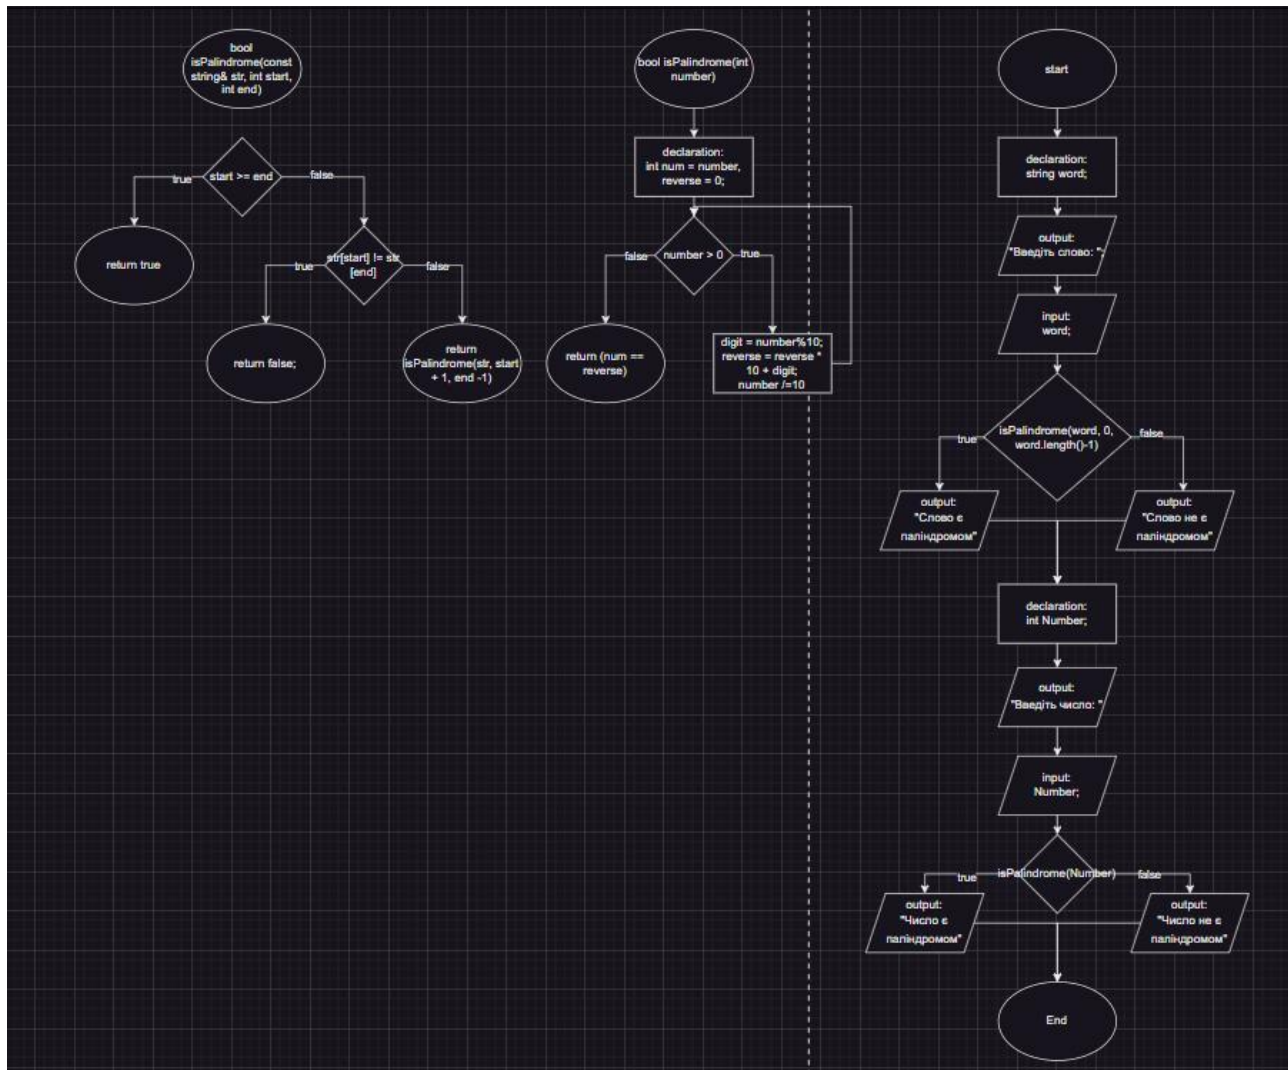 bool
isPalindrome(const
string& str, int start,
int end)
start >= end
true
false
return true
str[start] != str
[end]
true
false
return false;
return
isPalindrome(str, start
+ 1, end -1)
bool isPalindrome(int
number)
declaration:
int num = number,
reverse = 0;
number > 0
false
true
return (num ==
reverse)
digit = number%10;
reverse = reverse *
10 + digit;
number /=10
start
declaration:
string word;
output:
"Введіть слово: ";
input:
word;
isPalindrome(word, 0,
word.length()-1)
true
false
output:
"Слово є
паліндромом"
output:
"Слово не є
паліндромом"
declaration:
int Number;
output:
"Введіть число: "
input:
Number;
isPalindrome(Number)
true
false
output:
"Число є
паліндромом"
output:
"Число не є
паліндромом"
End